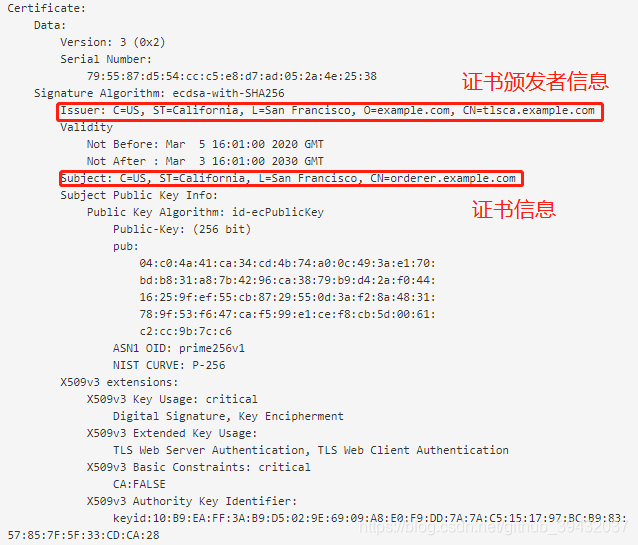 Certificate:
Data:
Version: 3 (0x2)
Serial Number:
79:55:87:d5:54:cc:c5:e8:d7:ad:05:2a:4e:25:38
Signature Algorithm: ecdsa-with-SHA256
证书颁发者信息
Issuer: C=US, ST=California, L=San Francisco, O=example.com, CN=tlsca.example.com
Validity
Not Before: Mar  5 16:01:00 2020 GMT
Not After : Mar  3 16:01:00 2030 GMT
Subject: C=US, ST=California, L=San Francisco, CN=orderer.example.com
证书信息
Subject Public Key Info:
Public Key Algorithm: id-ecPublicKey
Public-Key: (256 bit)
pub:
04:c0:4a:41:ca:34:cd:4b:74:a0:0c:49:3a:e1:70:
bd:b8:31:a8:7b:42:96:ca:38:79:b9:d4:2a:f0:44:
16:25:9f:ef:55:cb:87:29:55:0d:3a:f2:8a:48:31:
78:9f:53:f6:47:ca:f5:99:e1:ce:f8:cb:5d:00:61:
c2:cc:9b:7c:c6
ASN1 OID: prime256v1
NIST CURVE: P-256
X509v3 extensions:
X509v3 Key Usage: critical
Digital Signature, Key Encipherment
X509v3 Extended Key Usage:
TLS Web Server Authentication, TLS Web Client Authentication
X509v3 Basic Constraints: critical
CA:FALSE
X509v3 Authority Key Identifier:
keyid:10:B9:EA:FF:3A:B9:D5:02:9E:69:09:A8:E0:F9:DD:7A:7A:C5:15:17:97:BC:B9:83:
57:85:7F:5F:33:CD:CA:28
https://blog.csdn.net/github_39432037